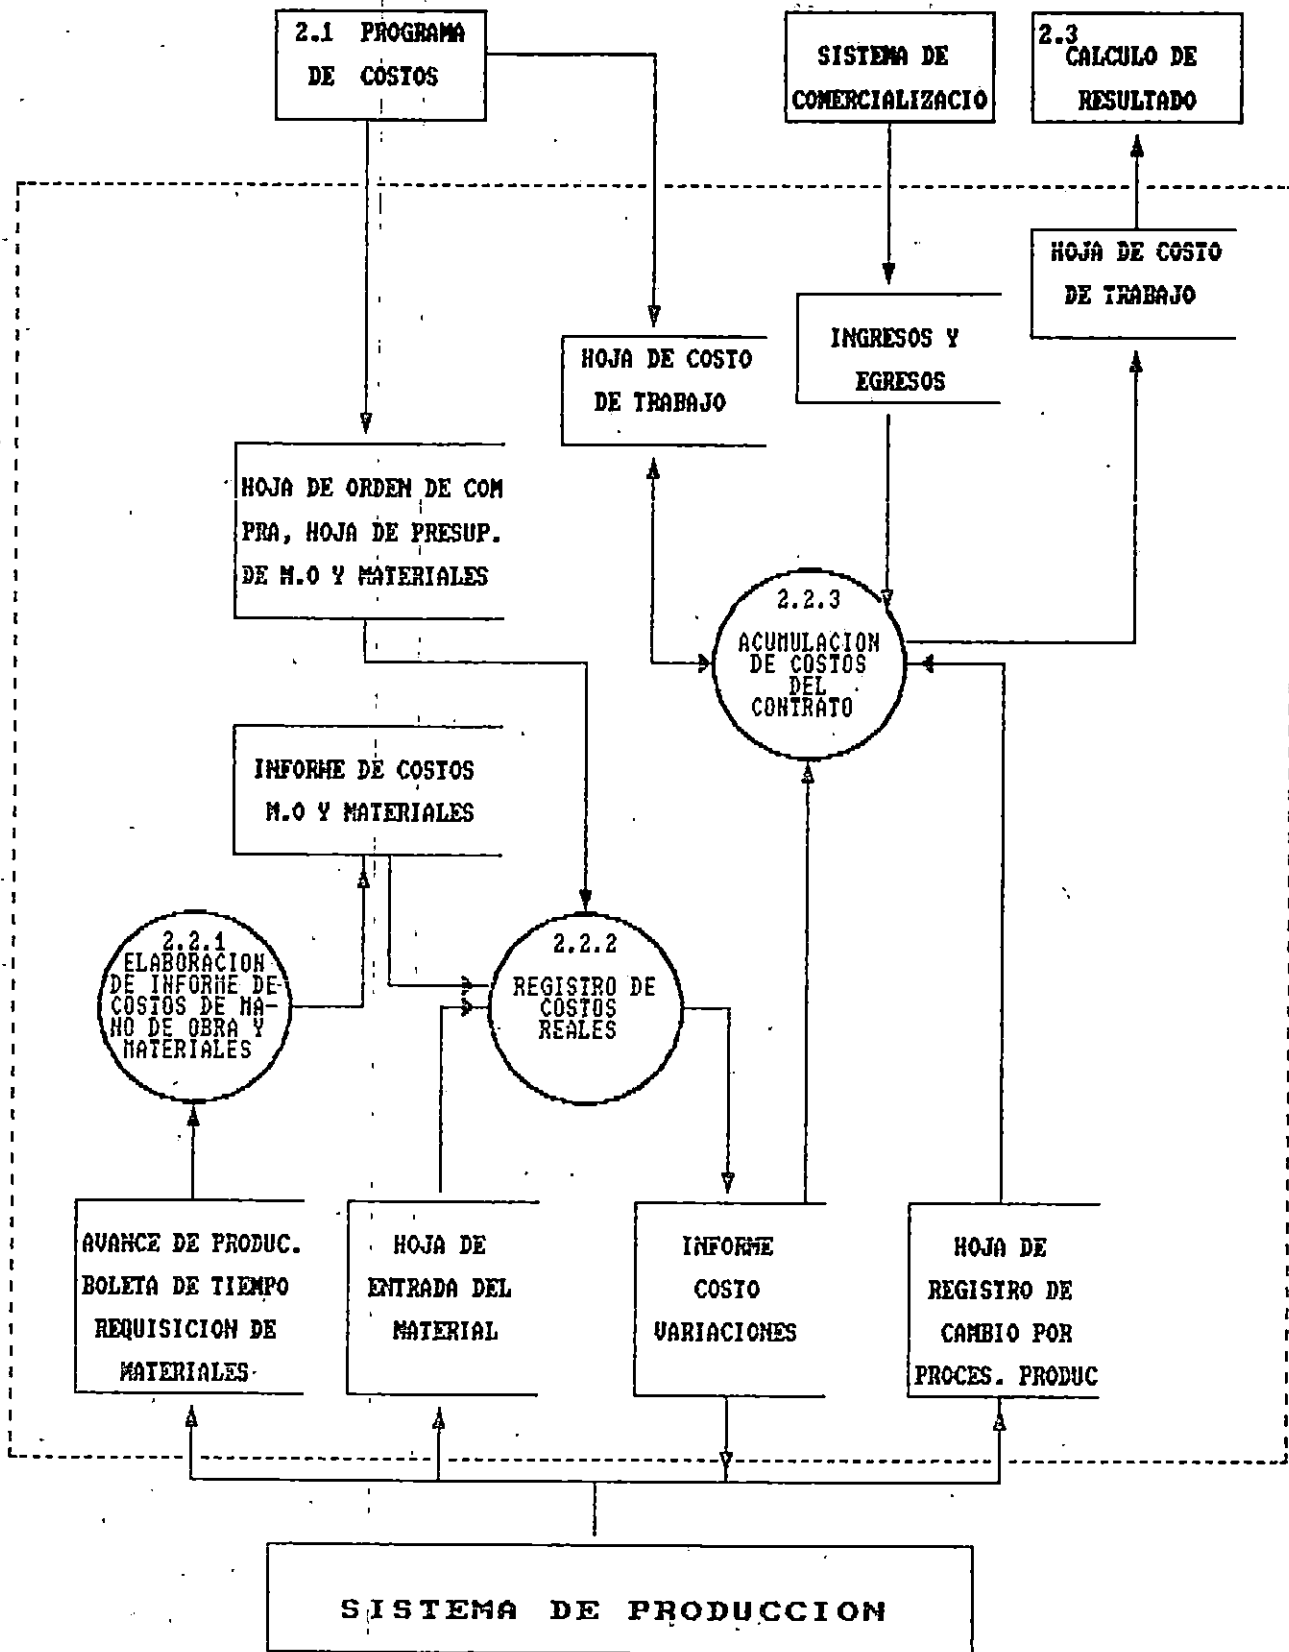 2.1 PROGRAMA
DE COSTOS
SISTEMA DE
COMERCIALIZACIO
2.3
CALCULO DE
RESULTADO
HOJA DE COSTO
DE TRABAJO
INGRESOS Y
EGRESOS
HOJA DE COSTO
DE TRABAJO
HOJA DE ORDEN DE COM
PRA, HOJA DE PRESUP.
DE M.O Y MATERIALES
2.2.3
ACUMULACION
DE COSTOS
DEL
CONTRATO
INFORME DE COSTOS
M.O Y MATERIALES
2.2.1
ELABORACION
DE INFORME DE
COSTOS DE MA-
NO DE OBRA Y
MATERIALES
2.2.2
REGISTRO DE
COSTOS
REALES
AVANCE DE PRODUC.
BOLETA DE TIEMPO
REQUISICION DE
MATERIALES
HOJA DE
ENTRADA DEL
MATERIAL
INFORME
COSTO
VARIACIONES
HOJA DE
REGISTRO DE
CAMBIO POR
PROCES. PRODUC
SISTEMA DE PRODUCCION